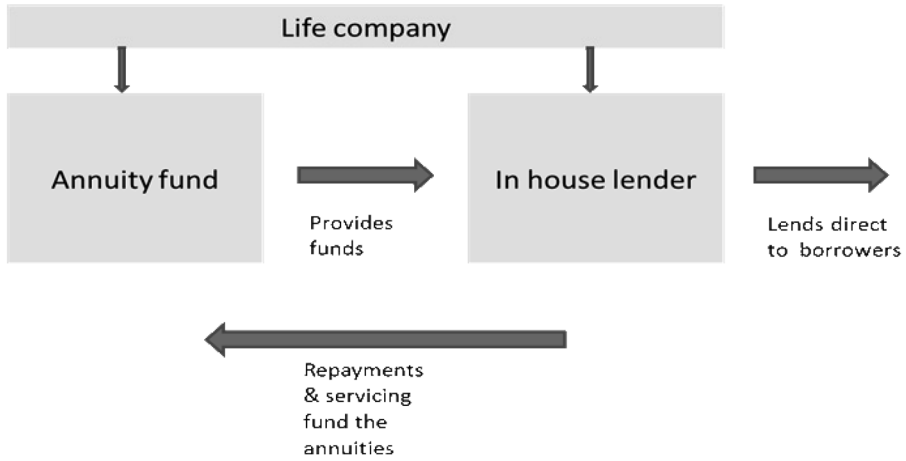 Life company
Annuity fund
In house lender
Provides
funds
Lends direct
to borrowers
Repayments
& servicing
fund the
annuities